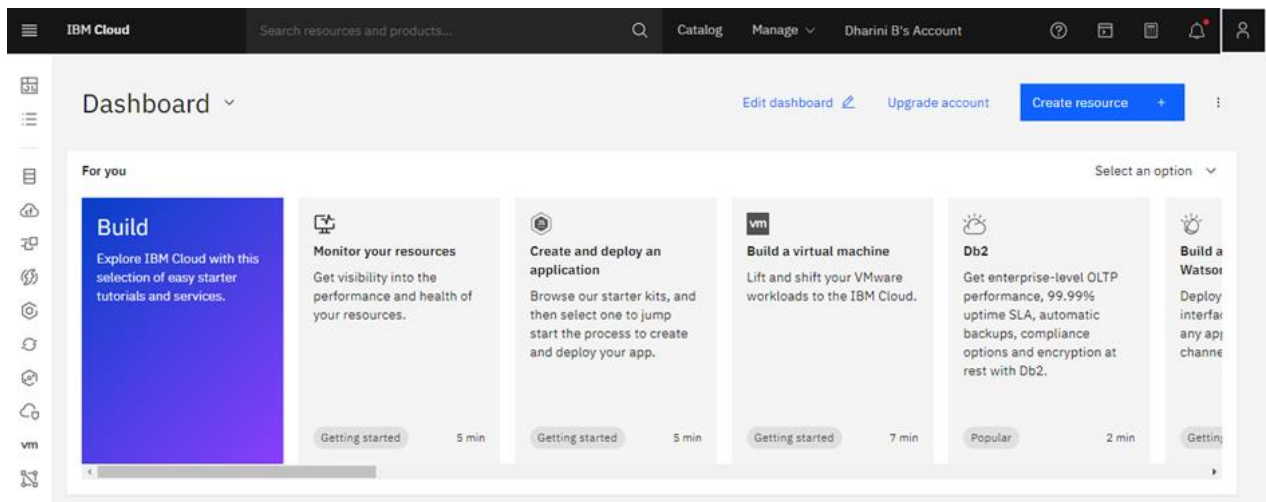 IBM Cloud
Search resources and products...
Catalog
Manage
Dharini B's Account
Dashboard
Edit dashboard
Upgrade account
Create resource +
For you
Select an option
Build
Explore IBM Cloud with this
selection of easy starter
tutorials and services.
Monitor your resources
Get visibility into the
performance and health of
your resources.
Getting started
5 min
Create and deploy an
application
Browse our starter kits, and
then select one to jump
start the process to create
and deploy your app.
Getting started
5 min
vm
Build a virtual machine
Lift and shift your VMware
workloads to the IBM Cloud.
Getting started
7 min
Db2
Get enterprise-level OLTP
performance, 99.99%
uptime SLA, automatic
backups, compliance
options and encryption at
rest with Db2.
Popular
2 min
Build a
Deploy
any
vm